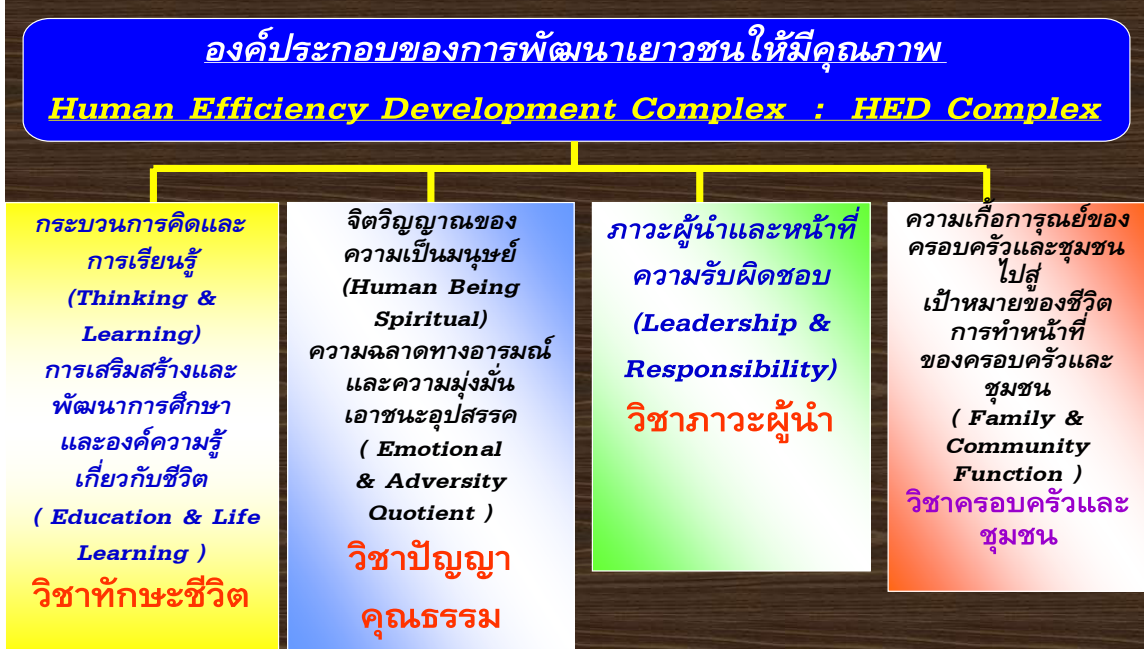 องค์ประกอบของการพัฒนาเยาวชนให้มีคุณภาพ
Human Efficiency Development Complex : HED Complex
กระบวนการคิดและ
การเรียนรู้
(Thinking &
Learning)
การเสริมสร้างและ
พัฒนาการศึกษา
และองค์ความรู้
เกี่ยวกับชีวิต
( Education & Life
Learning )
วิชาทักษะชีวิต
จิตวิญญาณของ
ความเป็นมนุษย์
(Human Being
Spiritual)
ความฉลาดทางอารมณ์
และความมุ่งมั่น
เอาชนะอุปสรรค
( Emotional
& Adversity
Quotient )
วิชาปัญญา
คุณธรรม
ภาวะผู้นำและหน้าที่
ความรับผิดชอบ
(Leadership &
Responsibility)
วิชาภาวะผู้นำ
ความเกื้อการุณย์ของ
ครอบครัวและชุมชน
ไปสู่
เป้าหมายของชีวิต
การทำหน้าที่
ของครอบครัวและ
ชุมชน
( Family &
Community
Function )
วิชาครอบครัวและ
ชุมชน